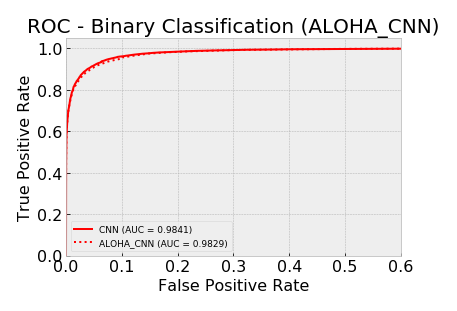 ROC - Binary Classification (ALOHA_CNN)
True Positive Rate
1.0
0.8
0.6
0.4
0.2
0.0
CNN (AUC = 0.9841)
ALOHA_CNN (AUC = 0.9829)
0.0 0.1 0.2 0.3 0.4 0.5 0.6
False Positive Rate